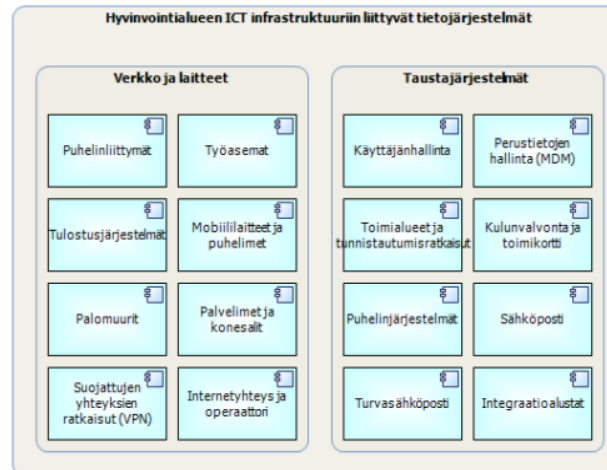 Hyvinvointialueen ICT infrastruktuuriin liittyvät tietojärjestelmät
Verkko ja laitteet
Puhelinliittymät
Työasemat
Tulostusjärjestelmät
Mobiililaitteet ja
puhelimet
Palomuurit
Palvelimet ja
konesalit
Suojattujen
yhteyksien
ratkaisut (VPN)
Internetyhteys ja
operaattori
Taustajärjestelmät
Käyttäjänhallinta
Perustietojen
hallinta (MDM)
Toimialueet ja
tunnistautumisratkaisut
Kulunvalvonta ja
toimikortti
Puhelinjärjestelmät
Sähköposti
Turvasähköposti
Integraatioalustat